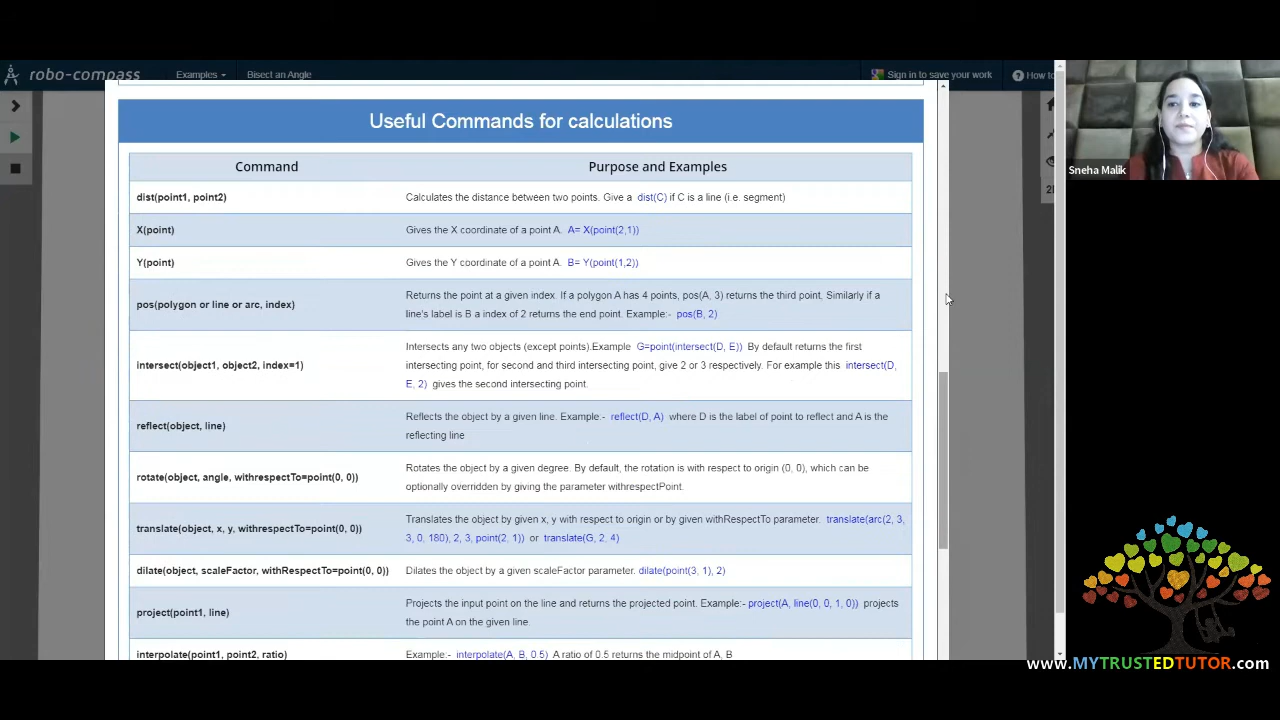 robo-compass
Examples
Bisect an Angle
Sign in to save your work
How to
Sneha Malik
Useful Commands for calculations
Command
Purpose and Examples
dist(point1, point2)
Calculates the distance between two points. Give a dist(C) if C is a line (i.e. segment)
X(point)
Gives the X coordinate of a point A. A= X(point(2,1))
Y(point)
Gives the Y coordinate of a point A. B= Y(point(1,2))
pos(polygon or line or arc, index)
Returns the point at a given index. If a polygon A has 4 points, pos(A, 3) returns the third point, Similarly if a
line's label is B a index of 2 returns the end point. Example:- pos(B, 2)
intersect(object1, object2, index=1)
Intersects any two objects (except points).Example G=point(intersect(D, E)) By default returns the first
intersecting point, for second and third intersecting point, give 2 or 3 respectively. For example this intersect(D,
E, 2) gives the second intersecting point.
reflect(object, line)
Reflects the object by a given line. Example:- reflect(D, A) where D is the label of point to reflect and A is the
reflecting line
rotate(object, angle, withrespectTo=point(0, 0))
Rotates the object by a given degree. By default, the rotation is with respect to origin (0, 0), which can be
optionally overridden by giving the parameter withrespectPoint.
translate(object, x, y, withrespectTo=point(0, 0))
Translates the object by given x, y with respect to origin or by given withRespectTo parameter. translate(arc(2, 3,
3, 0, 180), 2, 3, point(2, 1)) or translate(G, 2, 4)
dilate(object, scaleFactor, withRespectTo=point(0, 0))
Dilates the object by a given scaleFactor parameter. dilate(point(3, 1), 2)
project(point1, line)
Projects the input point on the line and returns the projected point. Example:- project(A, line(0, 0, 1, 0)) projects
the point A on the given line.
interpolate(point1, point2, ratio)
Example:- interpolate(A, B, 0.5) A ratio of 0.5 returns the midpoint of A, B
www.MYTRUSTEDTUTOR.com